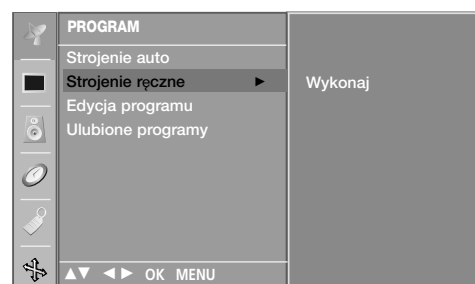 PROGRAM
Strojenie auto
Strojenie ręczne ►
Wykonaj
Edycja programu
Ulubione programy
▲▼ ◄► OK MENU